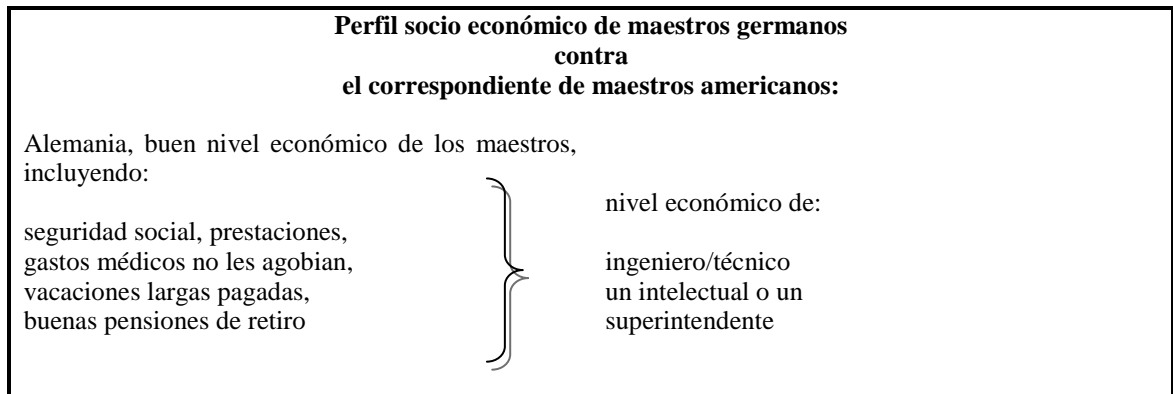 Perfil socio económico de maestros germanos
contra
el correspondiente de maestros americanos:
Alemania, buen nivel económico de los maestros,
incluyendo:
seguridad social, prestaciones,
gastos médicos no les agobian,
vacaciones largas pagadas,
buenas pensiones de retiro
nivel económico de:
ingeniero/técnico
un intelectual o un
superintendente